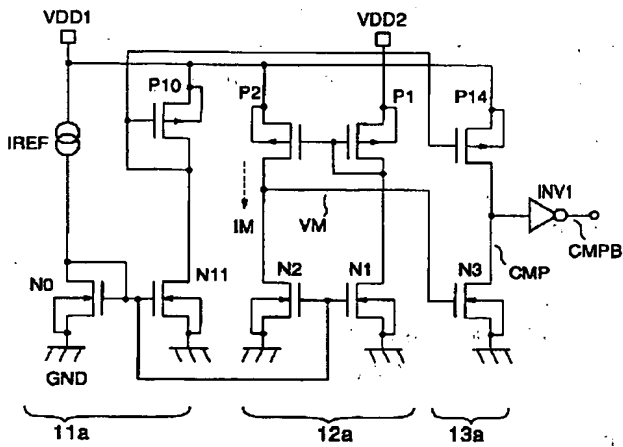 VDD1
VDD2
P10
P2
P1
P14
IREF
INV1
IM
VM
CMPB
CMP
N0
N11
N2
N1
N3
GND
11a
12a
13a